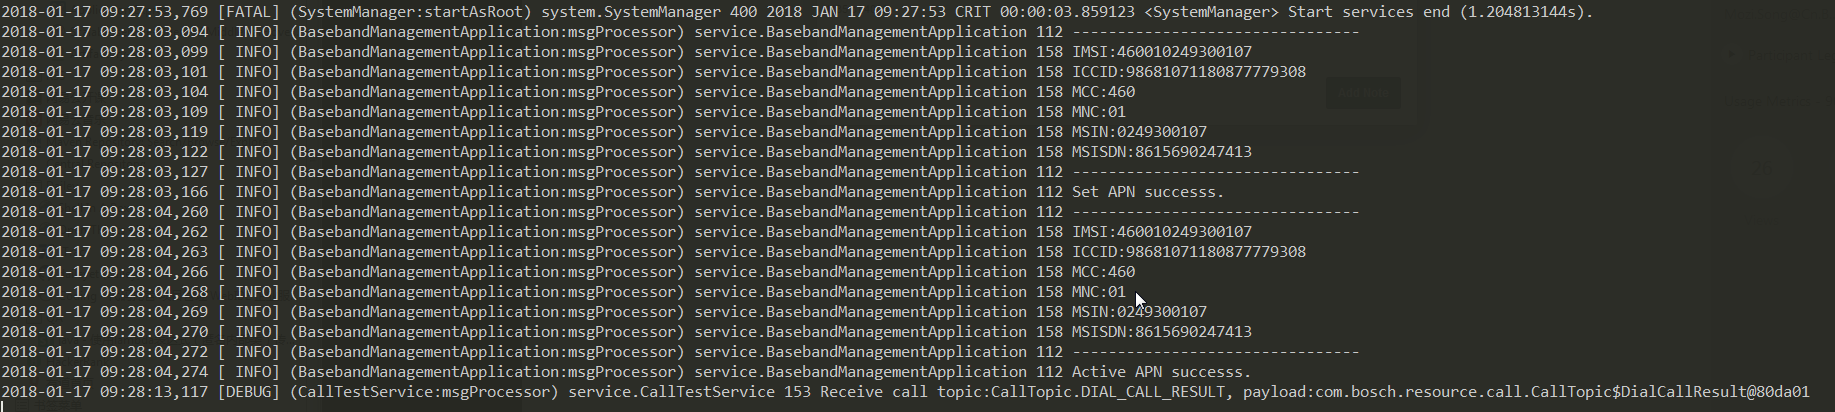 2018-01-17 09:27:53,769 [FATAL] (SystemManager:startAsRoot) system.SystemManager 400 2018 JAN 17 09:27:53 CRIT 00:00:03.859123 <SystemManager> Start services end (1.204813144s).
2018-01-17 09:28:03,094 [ INFO] (BasebandManagementApplication:msgProcessor) service.BasebandManagementApplication 112 --------------------------------
2018-01-17 09:28:03,099 [ INFO] (BasebandManagementApplication:msgProcessor) service.BasebandManagementApplication 158 IMSI:460010249300107
2018-01-17 09:28:03,101 [ INFO] (BasebandManagementApplication:msgProcessor) service.BasebandManagementApplication 158 ICCID:98681071180877779308
2018-01-17 09:28:03,104 [ INFO] (BasebandManagementApplication:msgProcessor) service.BasebandManagementApplication 158 MCC:460
2018-01-17 09:28:03,109 [ INFO] (BasebandManagementApplication:msgProcessor) service.BasebandManagementApplication 158 MNC:01
2018-01-17 09:28:03,119 [ INFO] (BasebandManagementApplication:msgProcessor) service.BasebandManagementApplication 158 MSIN:0249300107
2018-01-17 09:28:03,122 [ INFO] (BasebandManagementApplication:msgProcessor) service.BasebandManagementApplication 158 MSISDN:8615690247413
2018-01-17 09:28:03,127 [ INFO] (BasebandManagementApplication:msgProcessor) service.BasebandManagementApplication 112 --------------------------------
2018-01-17 09:28:03,166 [ INFO] (BasebandManagementApplication:msgProcessor) service.BasebandManagementApplication 112 Set APN successs.
2018-01-17 09:28:04,260 [ INFO] (BasebandManagementApplication:msgProcessor) service.BasebandManagementApplication 112 --------------------------------
2018-01-17 09:28:04,262 [ INFO] (BasebandManagementApplication:msgProcessor) service.BasebandManagementApplication 158 IMSI:460010249300107
2018-01-17 09:28:04,263 [ INFO] (BasebandManagementApplication:msgProcessor) service.BasebandManagementApplication 158 ICCID:98681071180877779308
2018-01-17 09:28:04,266 [ INFO] (BasebandManagementApplication:msgProcessor) service.BasebandManagementApplication 158 MCC:460
2018-01-17 09:28:04,268 [ INFO] (BasebandManagementApplication:msgProcessor) service.BasebandManagementApplication 158 MNC:01
2018-01-17 09:28:04,269 [ INFO] (BasebandManagementApplication:msgProcessor) service.BasebandManagementApplication 158 MSIN:0249300107
2018-01-17 09:28:04,270 [ INFO] (BasebandManagementApplication:msgProcessor) service.BasebandManagementApplication 158 MSISDN:8615690247413
2018-01-17 09:28:04,272 [ INFO] (BasebandManagementApplication:msgProcessor) service.BasebandManagementApplication 112 --------------------------------
2018-01-17 09:28:04,274 [ INFO] (BasebandManagementApplication:msgProcessor) service.BasebandManagementApplication 112 Active APN successs.
2018-01-17 09:28:13,117 [DEBUG] (CallTestService:msgProcessor) service.CallTestService 153 Receive call topic:CallTopic.DIAL_CALL_RESULT, payload:com.bosch.resource.call.CallTopic$DialCallResult@80da01